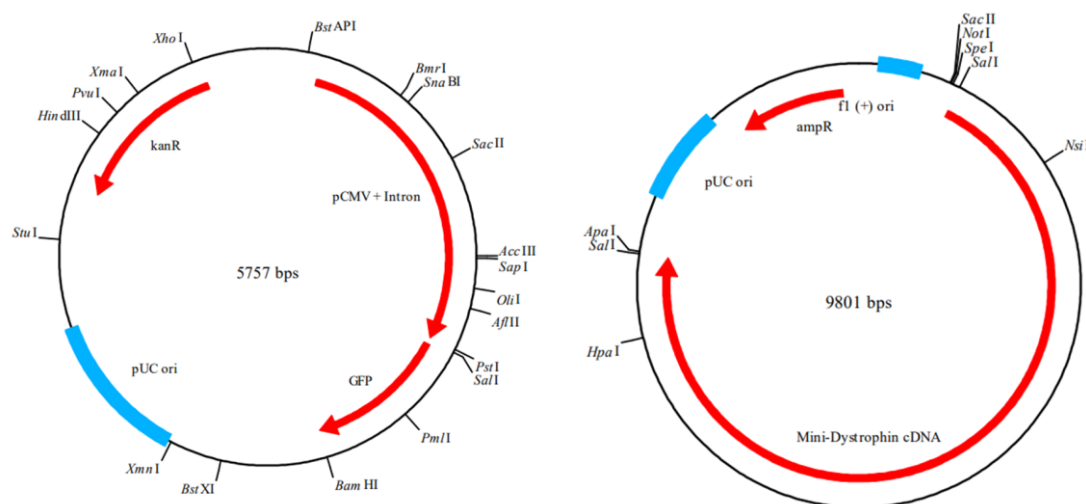 BstAPI
XhoI
BmrI
SnaBI
XmaI
PvuI
HindIII
kanR
SacII
pCMV + Intron
StuI
AccIII
SapI
5757 bps
OliI
AflII
PstI
SalI
pUC ori
GFP
PmlI
XmnI
BstXI
BamHI
SacII
NotI
SpeI
SalI
f1 (+) ori
ampR
NsiI
pUC ori
ApaI
SalI
9801 bps
HpaI
Mini-Dystrophin cDNA